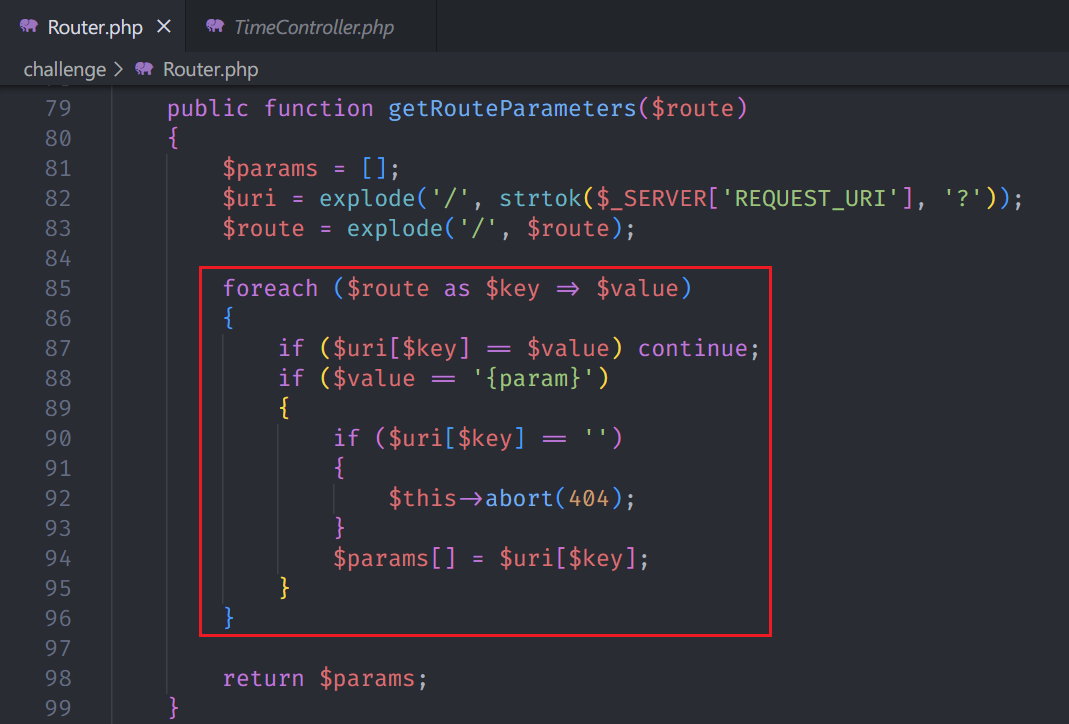 Router.php × TimeController.php
challenge > Router.php
79 public function getRouteParameters($route)
80 {
81 $params = [];
82 $uri = explode('/', strtok($_SERVER['REQUEST_URI'], '?'));
83 $route = explode('/', $route);
84
85 foreach ($route as $key => $value)
86 {
87 if ($uri[$key] == $value) continue;
88 if ($value == '{param}')
89 {
90 if ($uri[$key] == '')
91 {
92 $this->abort(404);
93 }
94 $params[] = $uri[$key];
95 }
96 }
97
98 return $params;
99 }